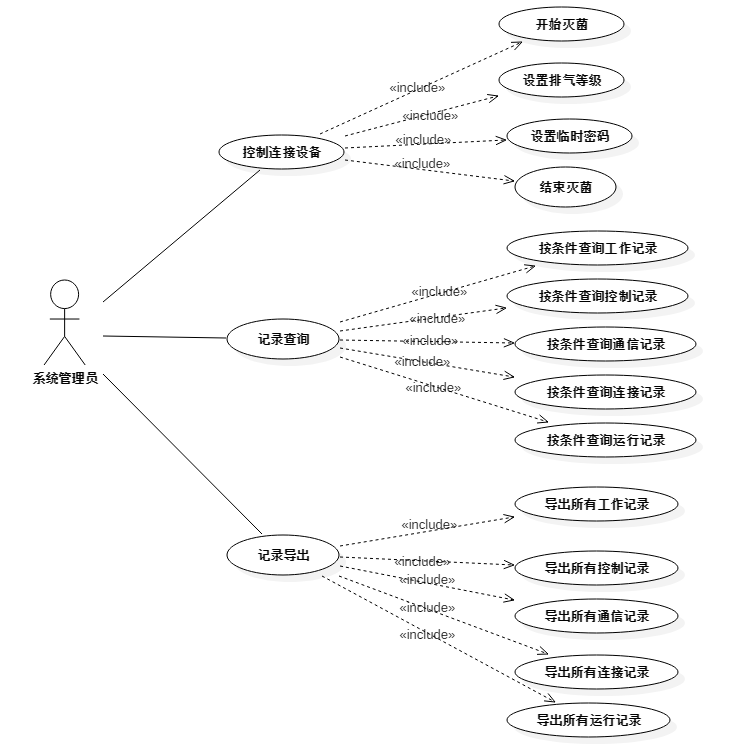 开始灭菌
«include»
设置排气等级
«include»
控制连接设备
设置临时密码
«include»
«include»
结束灭菌
按条件查询工作记录
«include»
按条件查询控制记录
«include»
记录查询
«include»
按条件查询通信记录
«include»
系统管理员
«include»
按条件查询连接记录
按条件查询运行记录
导出所有工作记录
«include»
记录导出
«include»
导出所有控制记录
«include»
«include»
导出所有通信记录
«include»
导出所有连接记录
导出所有运行记录